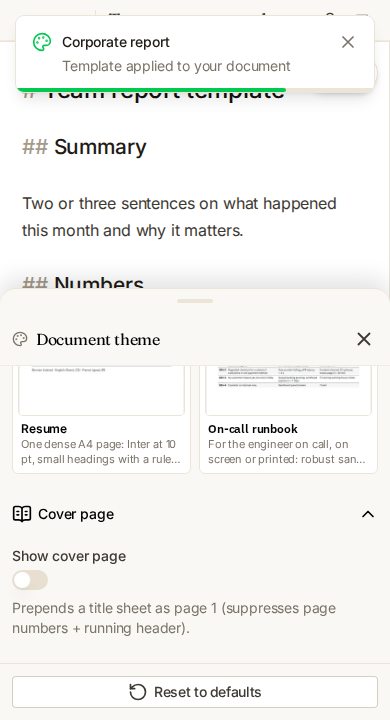 Corporate report
Template applied to your document
# Team report template
## Summary
Two or three sentences on what happened
this month and why it matters.
## Numbers
Document theme
Resume
One dense A4 page: Inter at 10
pt, small headings with a rule...
On-call runbook
For the engineer on call, on
screen or printed: robust san...
Cover page
Show cover page
Prepends a title sheet as page 1 (suppresses page
numbers + running header).
Reset to defaults